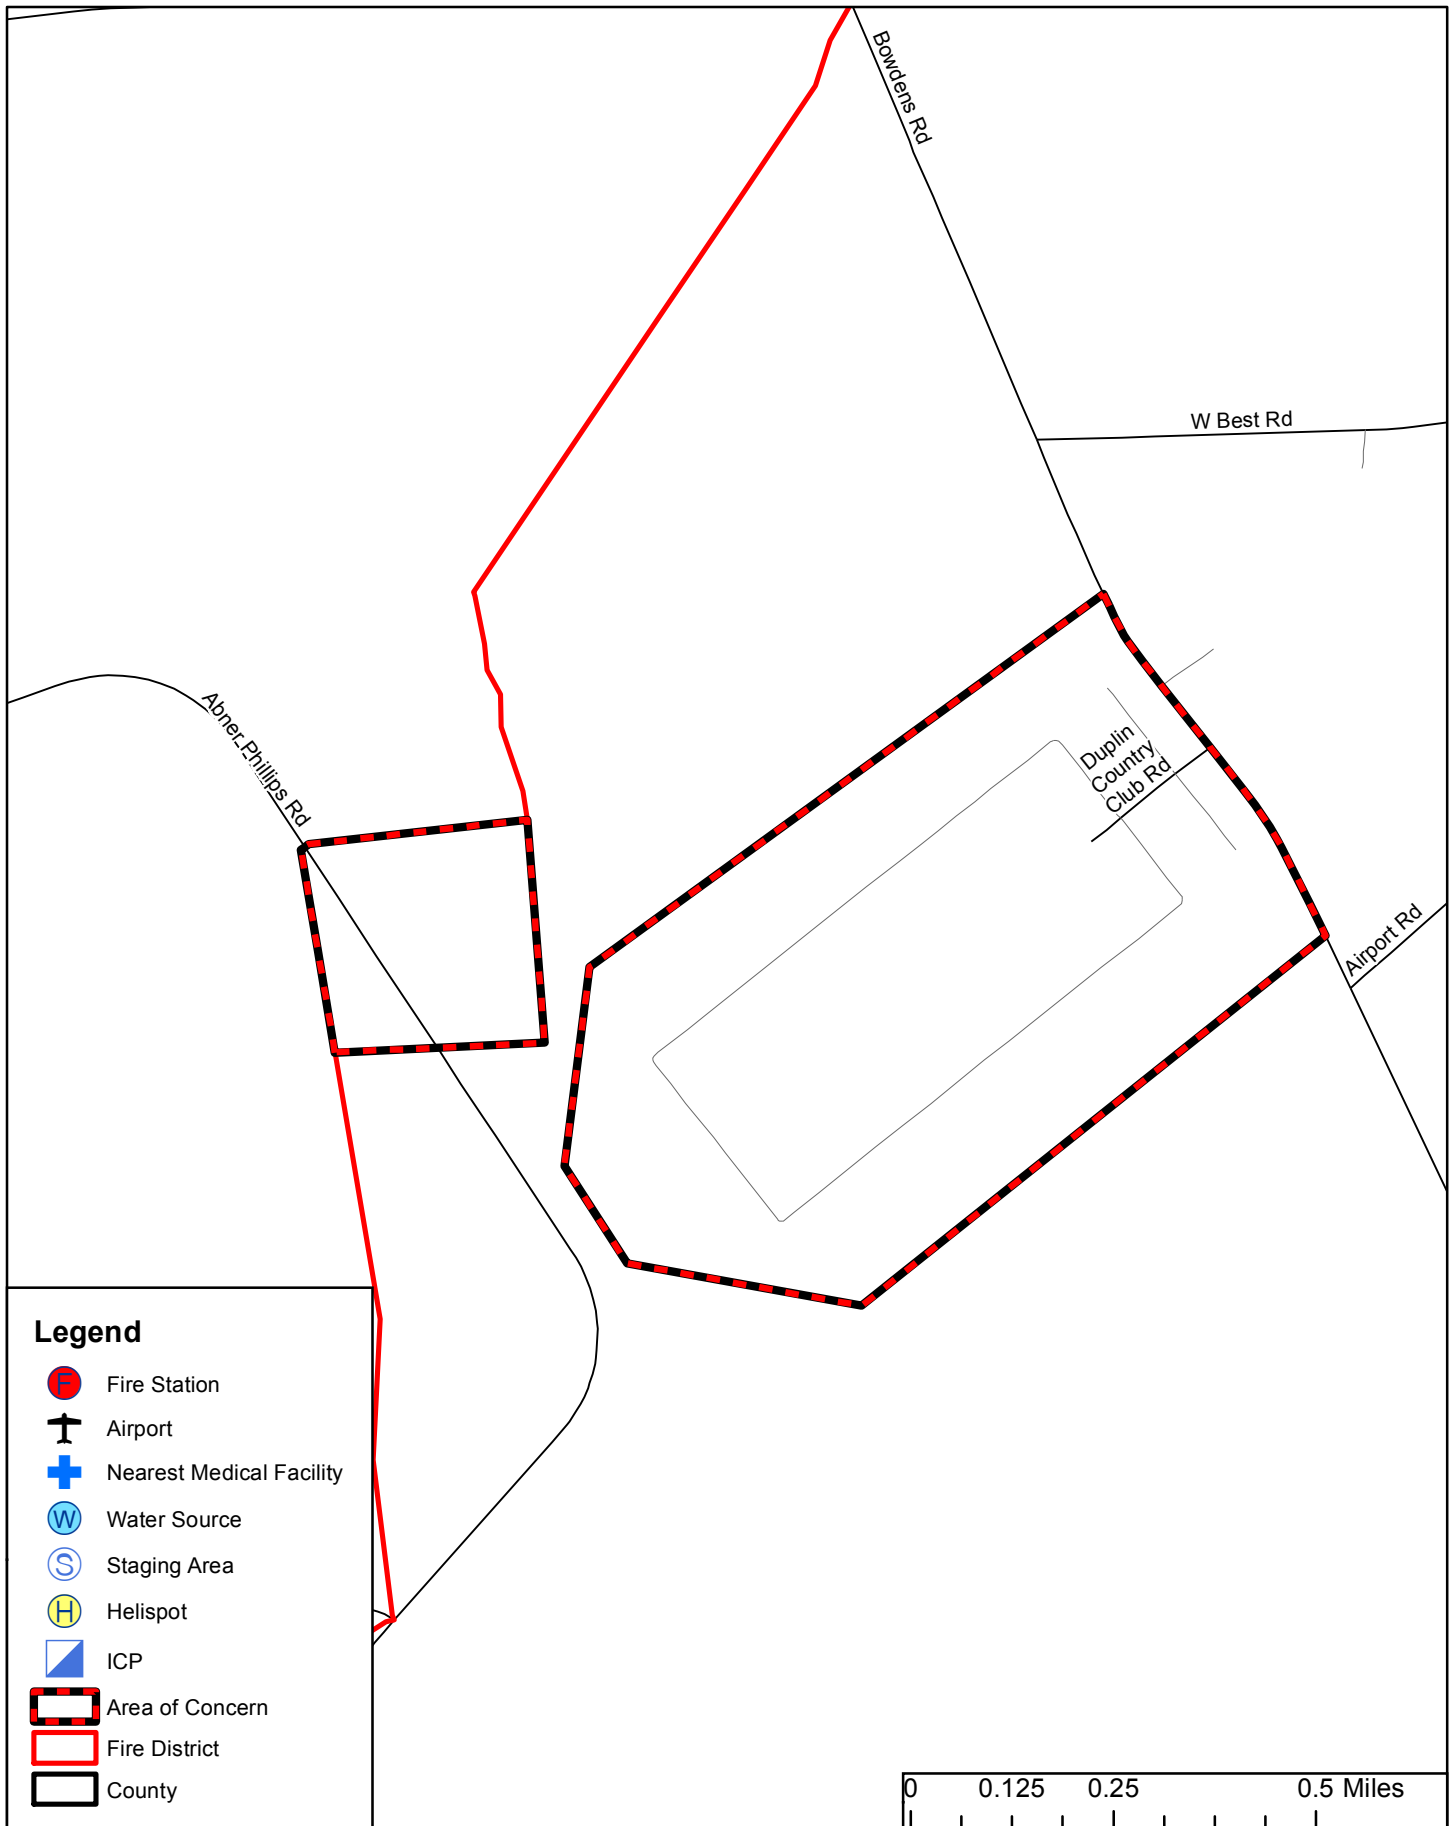 Bowdens Rd
W Best Rd
Abner Phillips Rd
Duplin
Country
Club Rd
Airport Rd
Legend
F Fire Station
Airport
Nearest Medical Facility
W Water Source
S Staging Area
H Helispot
ICP
Area of Concern
Fire District
County
0 0.125 0.25 0.5 Miles